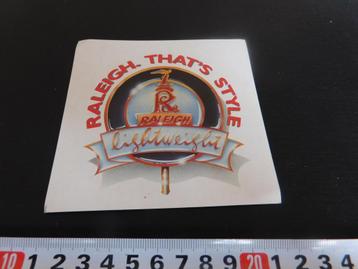 RALEIGH. THAT'S STYLE
R
RALEIGH
lightweight
10 1 2 3 4 5 6 7 8 9 20 1 2 3 4